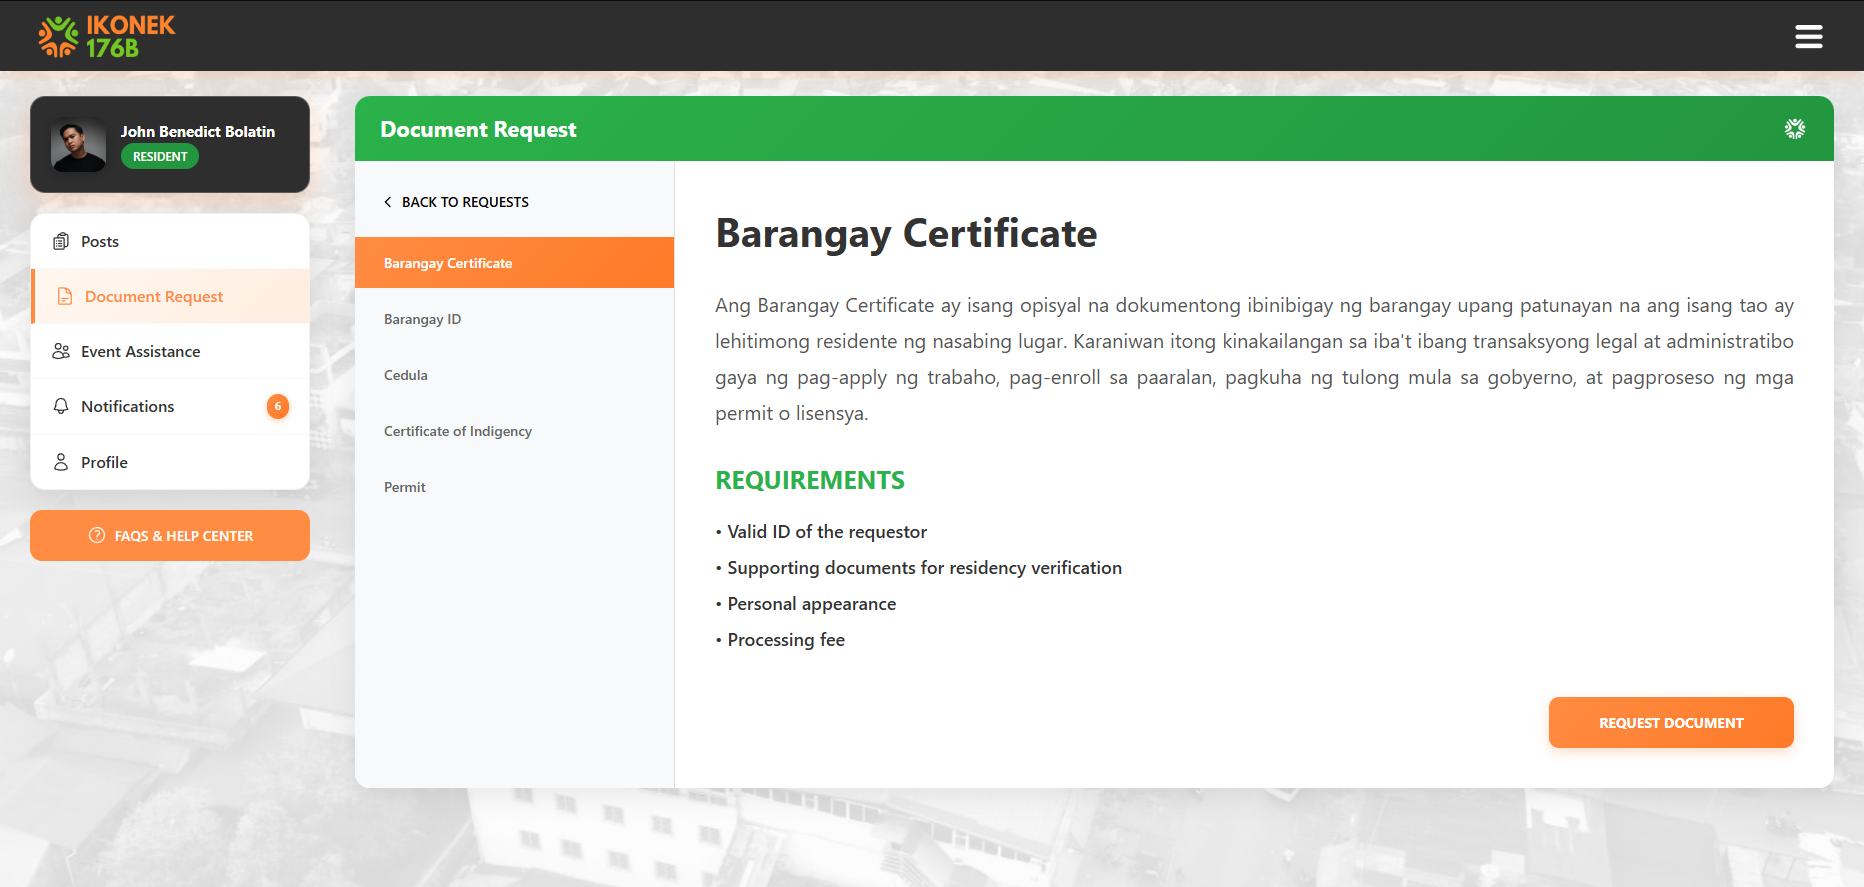 IKONEK
176B
John Benedict Bolatin
RESIDENT
Posts
Document Request
Event Assistance
Notifications
6
Profile
FAQS & HELP CENTER
Document Request
BACK TO REQUESTS
Barangay Certificate
Barangay ID
Cedula
Certificate of Indigency
Permit
Barangay Certificate
Ang Barangay Certificate ay isang opisyal na dokumentong ibinibigay ng barangay upang patunayan na ang isang tao ay
lehitimong residente ng nasabing lugar. Karaniwan itong kinakailangan sa iba't ibang transaksyong legal at administratibo
gaya ng pag-apply ng trabaho, pag-enroll sa paaralan, pagkuha ng tulong mula sa gobyerno, at pagproseso ng mga
permit o lisensya.
REQUIREMENTS
• Valid ID of the requestor
• Supporting documents for residency verification
• Personal appearance
• Processing fee
REQUEST DOCUMENT